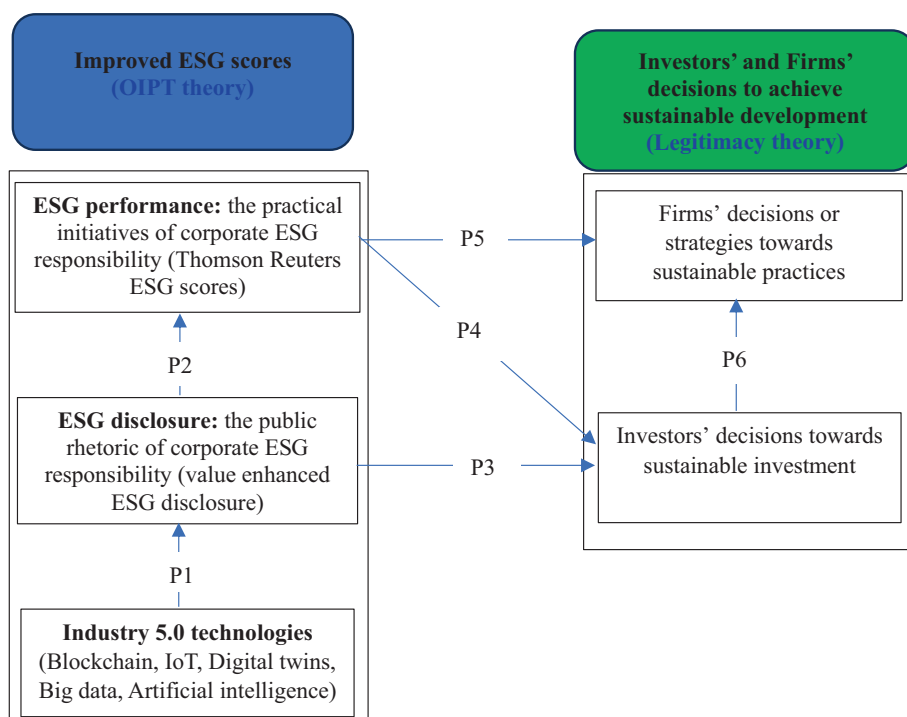 Improved ESG scores
(OIPT theory)
Investors’ and Firms’
decisions to achieve
sustainable development
(Legitimacy theory)
ESG performance: the practical
initiatives of corporate ESG
responsibility (Thomson Reuters
ESG scores)
P5
Firms’ decisions or
strategies towards
sustainable practices
P4
P2
P6
ESG disclosure: the public
rhetoric of corporate ESG
responsibility (value enhanced
ESG disclosure)
P3
Investors’ decisions towards
sustainable investment
P1
Industry 5.0 technologies
(Blockchain, IoT, Digital twins,
Big data, Artificial intelligence)